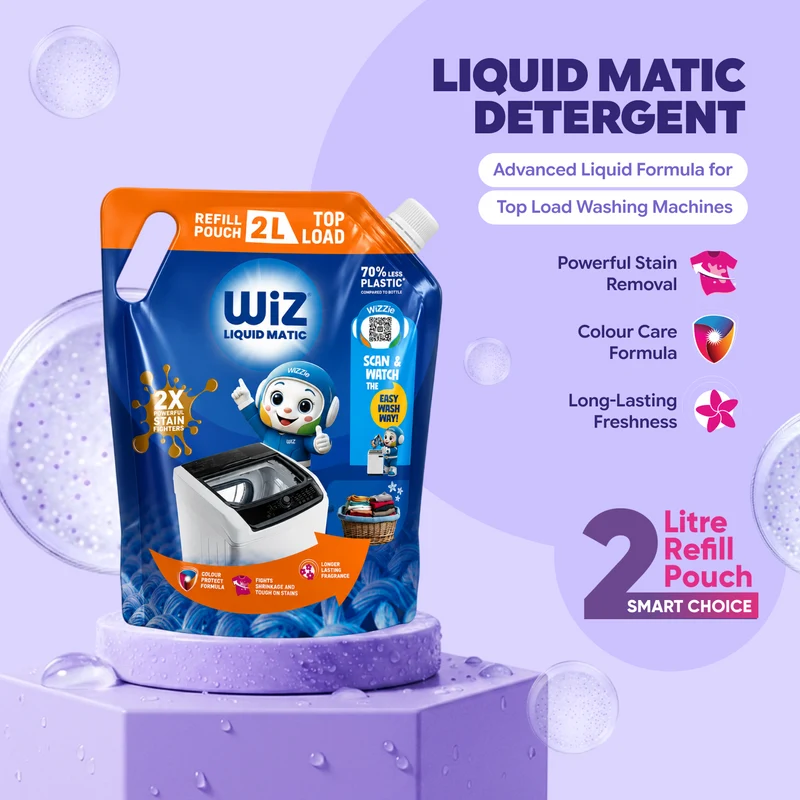 LIQUID MATIC
DETERGENT
Advanced Liquid Formula for
Top Load Washing Machines
Powerful Stain
Removal
Colour Care
Formula
Long-Lasting
Freshness
2
Litre
Refill
Pouch
SMART CHOICE
REFILL
POUCH
2L
TOP
LOAD
WiZ
LIQUID MATIC
70% LESS
PLASTIC*
COMPARED TO BOTTLE
WiZZie
SCAN &
WATCH
THE
EASY
WASH
WAY!
WiZZie
WiZ
2X
POWERFUL
STAIN
FIGHTERS
COLOUR
PROTECT
FORMULA
FIGHTS
SHRINKAGE AND
TOUGH ON STAINS
LONGER
LASTING
FRAGRANCE